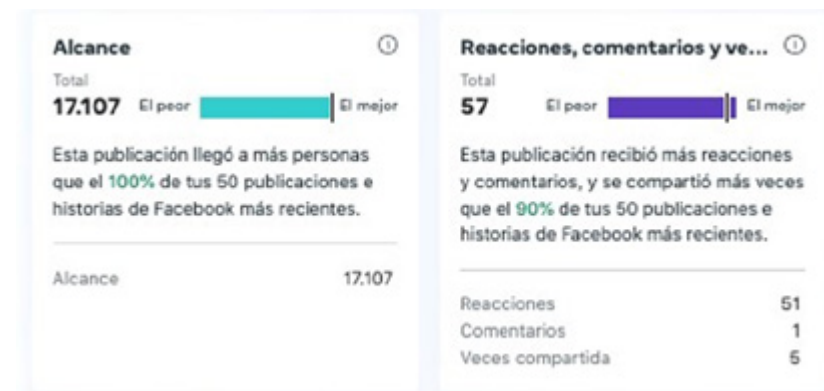 Alcance
Total
17.107 El peor El mejor
Esta publicación llegó a más personas
que el 100% de tus 50 publicaciones e
historias de Facebook más recientes.
Alcance 17.107
Reacciones, comentarios y ve...
Total
57 El peor El mejor
Esta publicación recibió más reacciones
y comentarios, y se compartió más veces
que el 90% de tus 50 publicaciones e
historias de Facebook más recientes.
Reacciones 51
Comentarios 1
Veces compartida 5